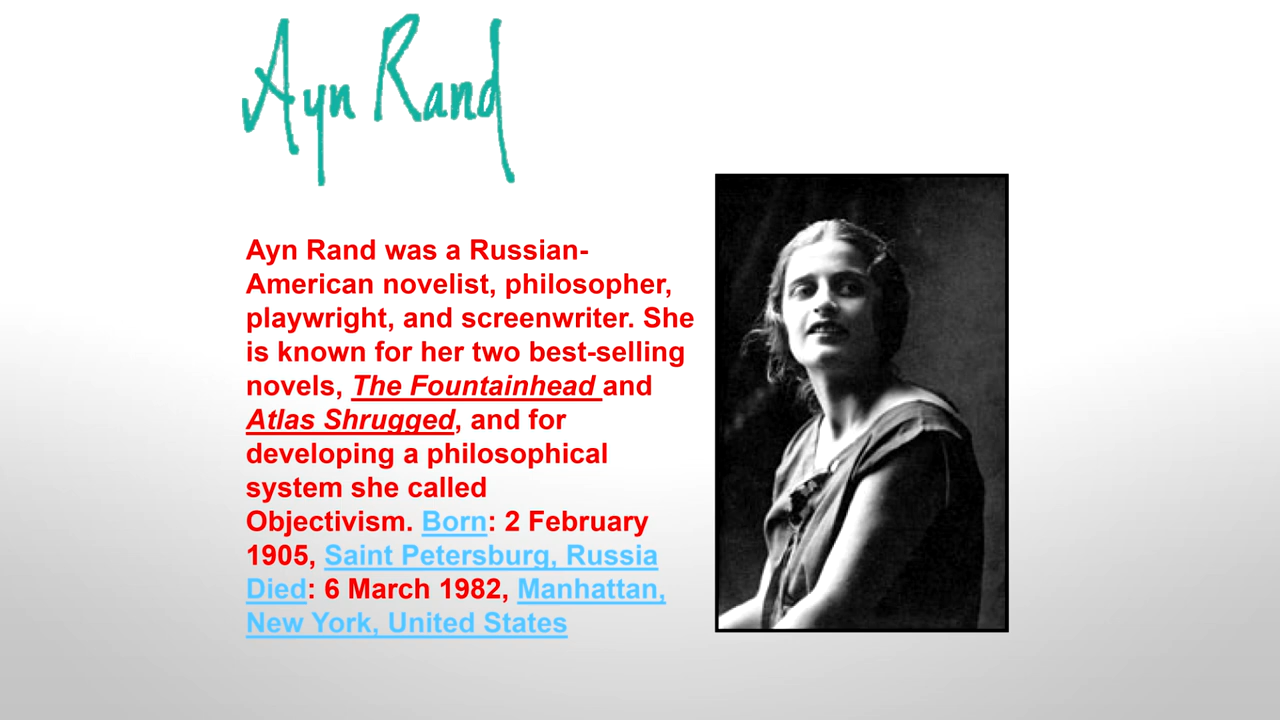 Ayn Rand
Ayn Rand was a Russian-
American novelist, philosopher,
playwright, and screenwriter. She
is known for her two best-selling
novels, The Fountainhead and
Atlas Shrugged, and for
developing a philosophical
system she called
Objectivism. Born: 2 February
1905, Saint Petersburg, Russia
Died: 6 March 1982, Manhattan,
New York, United States